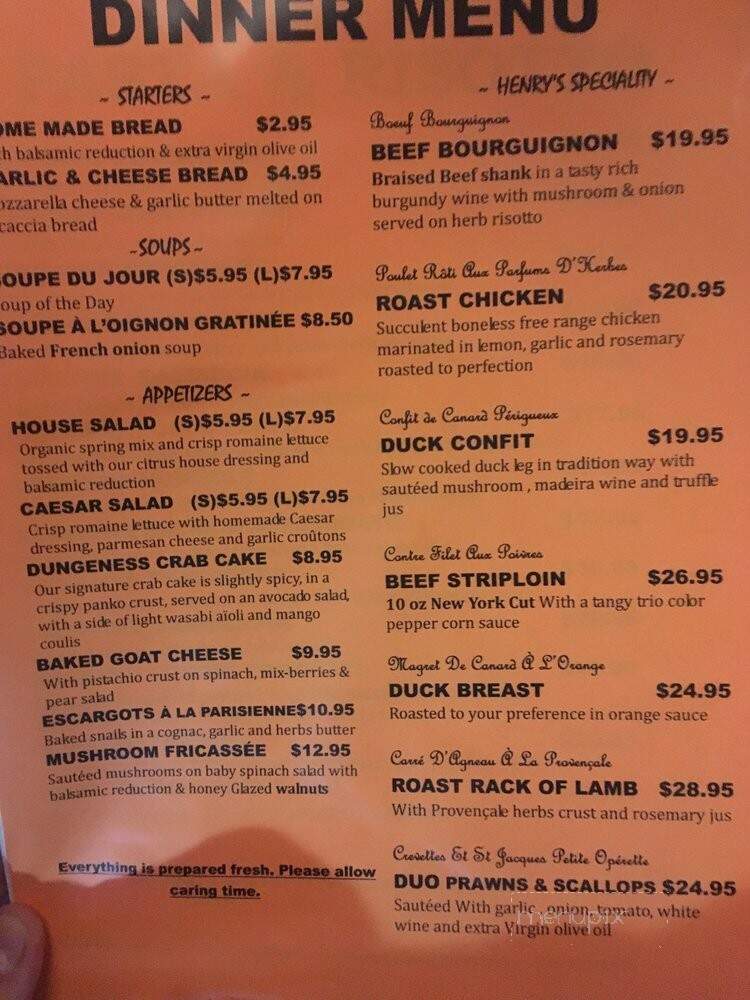 DINNER MENU
~ STARTERS ~
OME MADE BREAD $2.95
th balsamic reduction & extra virgin olive oil
ARLIC & CHEESE BREAD $4.95
ozzarella cheese & garlic butter melted on
caccia bread
~SOUPS~
SOUPE DU JOUR (S)$5.95 (L)$7.95
oup of the Day
SOUPE À L'OIGNON GRATINÉE $8.50
Baked French onion soup
~ APPETIZERS ~
HOUSE SALAD (S)$5.95 (L)$7.95
Organic spring mix and crisp romaine lettuce
tossed with our citrus house dressing and
balsamic reduction
CAESAR SALAD (S)$5.95 (L)$7.95
Crisp romaine lettuce with homemade Caesar
dressing, parmesan cheese and garlic croûtons
DUNGENESS CRAB CAKE $8.95
Our signature crab cake is slightly spicy, in a
crispy panko crust, served on an avocado salad,
with a side of light wasabi aïoli and mango
coulis
BAKED GOAT CHEESE $9.95
With pistachio crust on spinach, mix-berries &
pear salad
ESCARGOTS À LA PARISIENNE$10.95
Baked snails in a cognac, garlic and herbs butter
MUSHROOM FRICASSÉE $12.95
Sautéed mushrooms on baby spinach salad with
balsamic reduction & honey Glazed walnuts
Everything is prepared fresh. Please allow
caring time.
~ HENRY'S SPECIALITY ~
Boeuf Bourguignon
BEEF BOURGUIGNON $19.95
Braised Beef shank in a tasty rich
burgundy wine with mushroom & onion
served on herb risotto
Poulet Rôti Aux Parfums D'Herbes
ROAST CHICKEN $20.95
Succulent boneless free range chicken
marinated in lemon, garlic and rosemary
roasted to perfection
Confit de Canard Périgueux
DUCK CONFIT $19.95
Slow cooked duck leg in tradition way with
sautéed mushroom , madeira wine and truffle
jus
Contre Filet Aux Poivres
BEEF STRIPLOIN $26.95
10 oz New York Cut With a tangy trio color
pepper corn sauce
Magret De Canard À L'Orange
DUCK BREAST $24.95
Roasted to your preference in orange sauce
Carré D'Agneau À La Provençale
ROAST RACK OF LAMB $28.95
With Provençale herbs crust and rosemary jus
Crevettes Et St Jacques Petite Opérette
DUO PRAWNS & SCALLOPS $24.95
Sautéed With garlic, onion, tomato, white
wine and extra Virgin olive oil
menupix